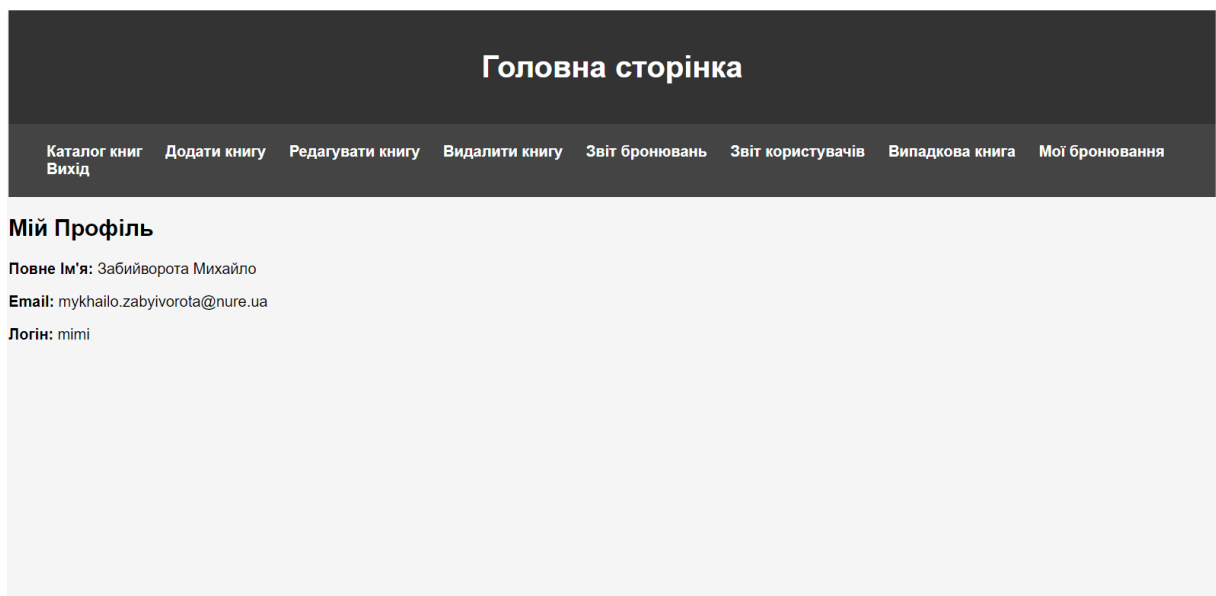 Головна сторінка
Каталог книг Додати книгу Редагувати книгу Видалити книгу Звіт бронювань Звіт користувачів Випадкова книга Мої бронювання
Вихід
Мій Профіль
Повне Ім'я: Забийворота Михайло
Email: mykhailo.zabyivorota@nure.ua
Логін: mimi